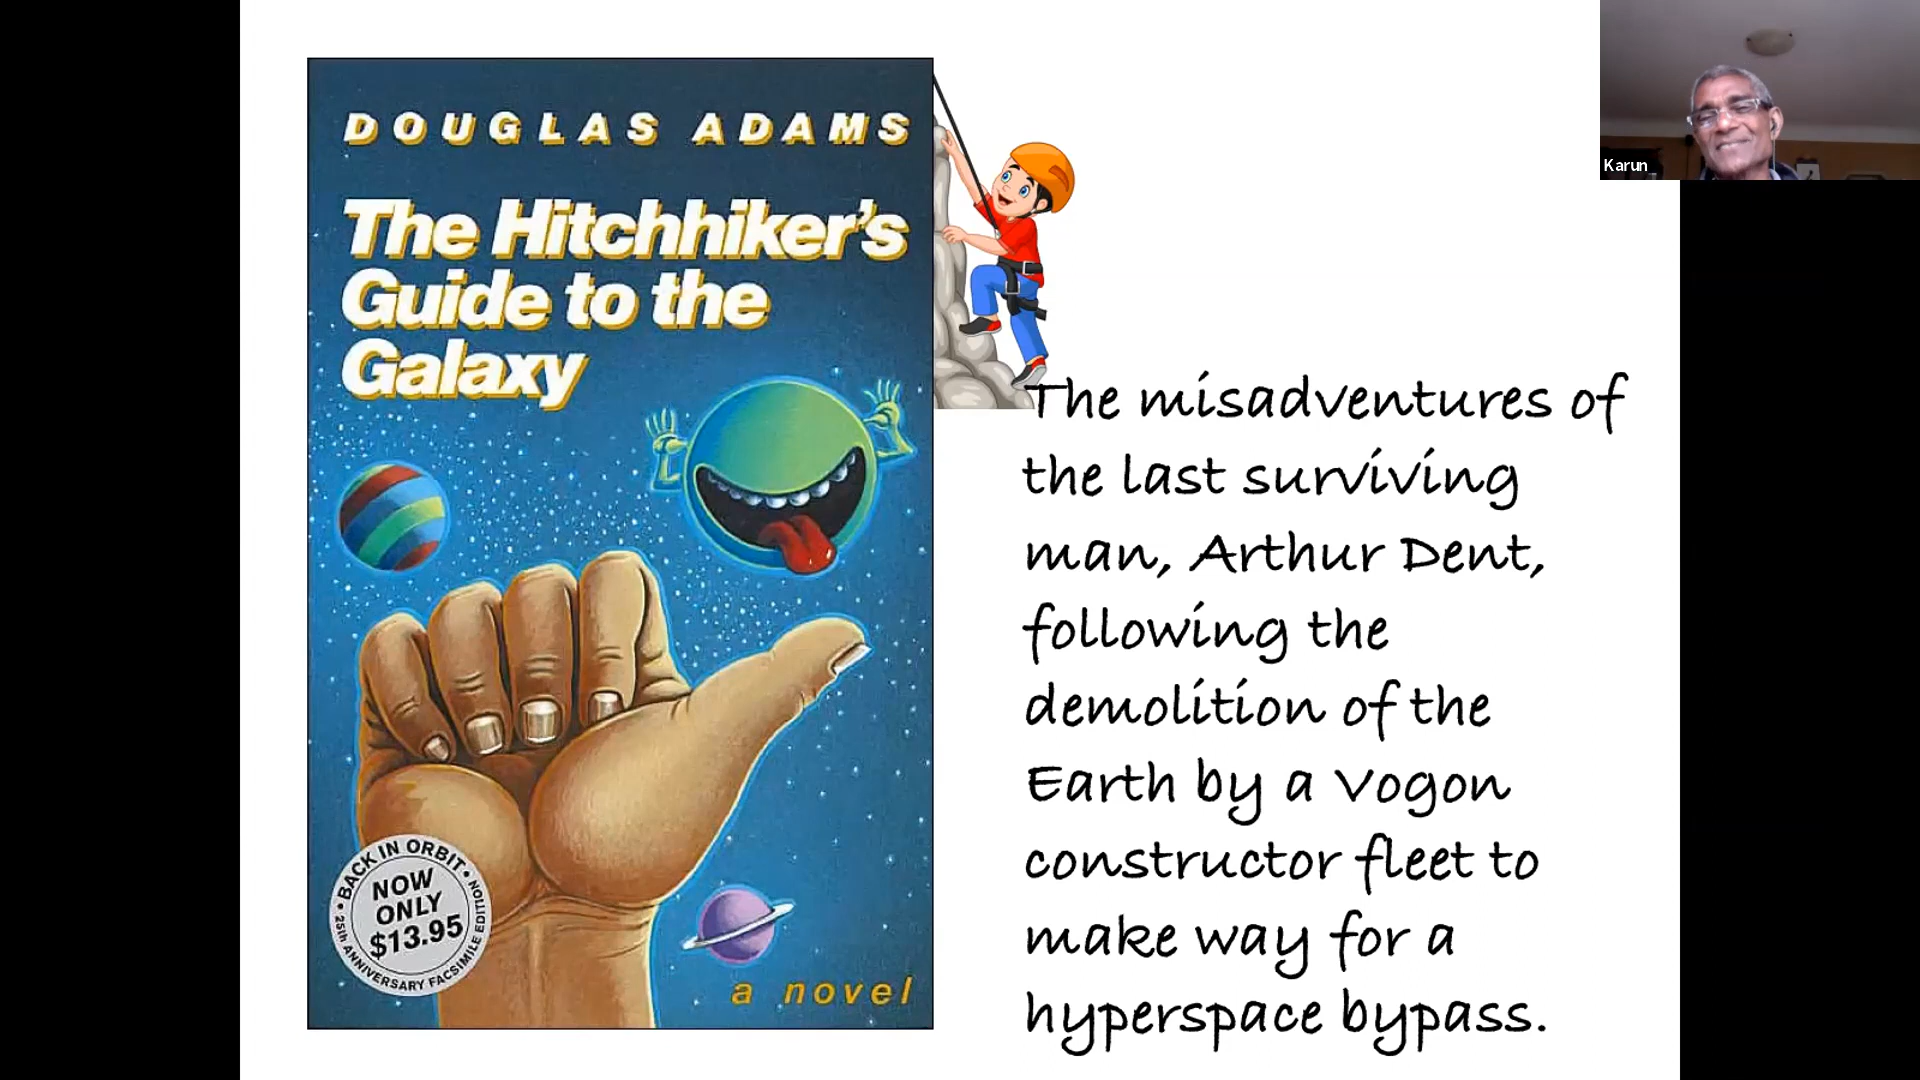 DOUGLAS ADAMS
The Hitchhiker's
Guide to the
Galaxy
BACK IN ORBIT
NOW
ONLY
$13.95
25th ANNIVERSARY FACSIMILE EDITION
a novel
The misadventures of
the last surviving
man, Arthur Dent,
following the
demolition of the
Earth by a Vogon
constructor fleet to
make way for a
hyperspace bypass.
Karun